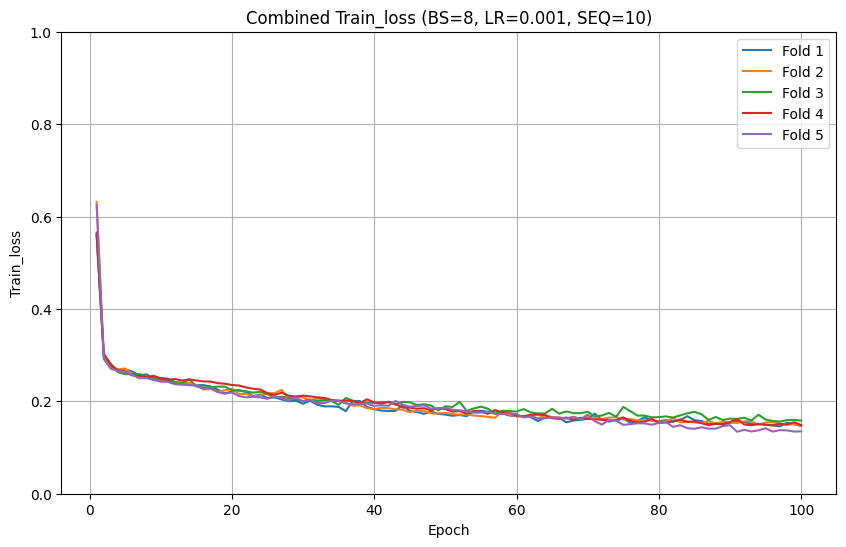 Combined Train_loss (BS=8, LR=0.001, SEQ=10)
1.0
0.8
0.6
0.4
0.2
0.0
Train_loss
0
20
40
60
80
100
Epoch
Fold 1
Fold 2
Fold 3
Fold 4
Fold 5